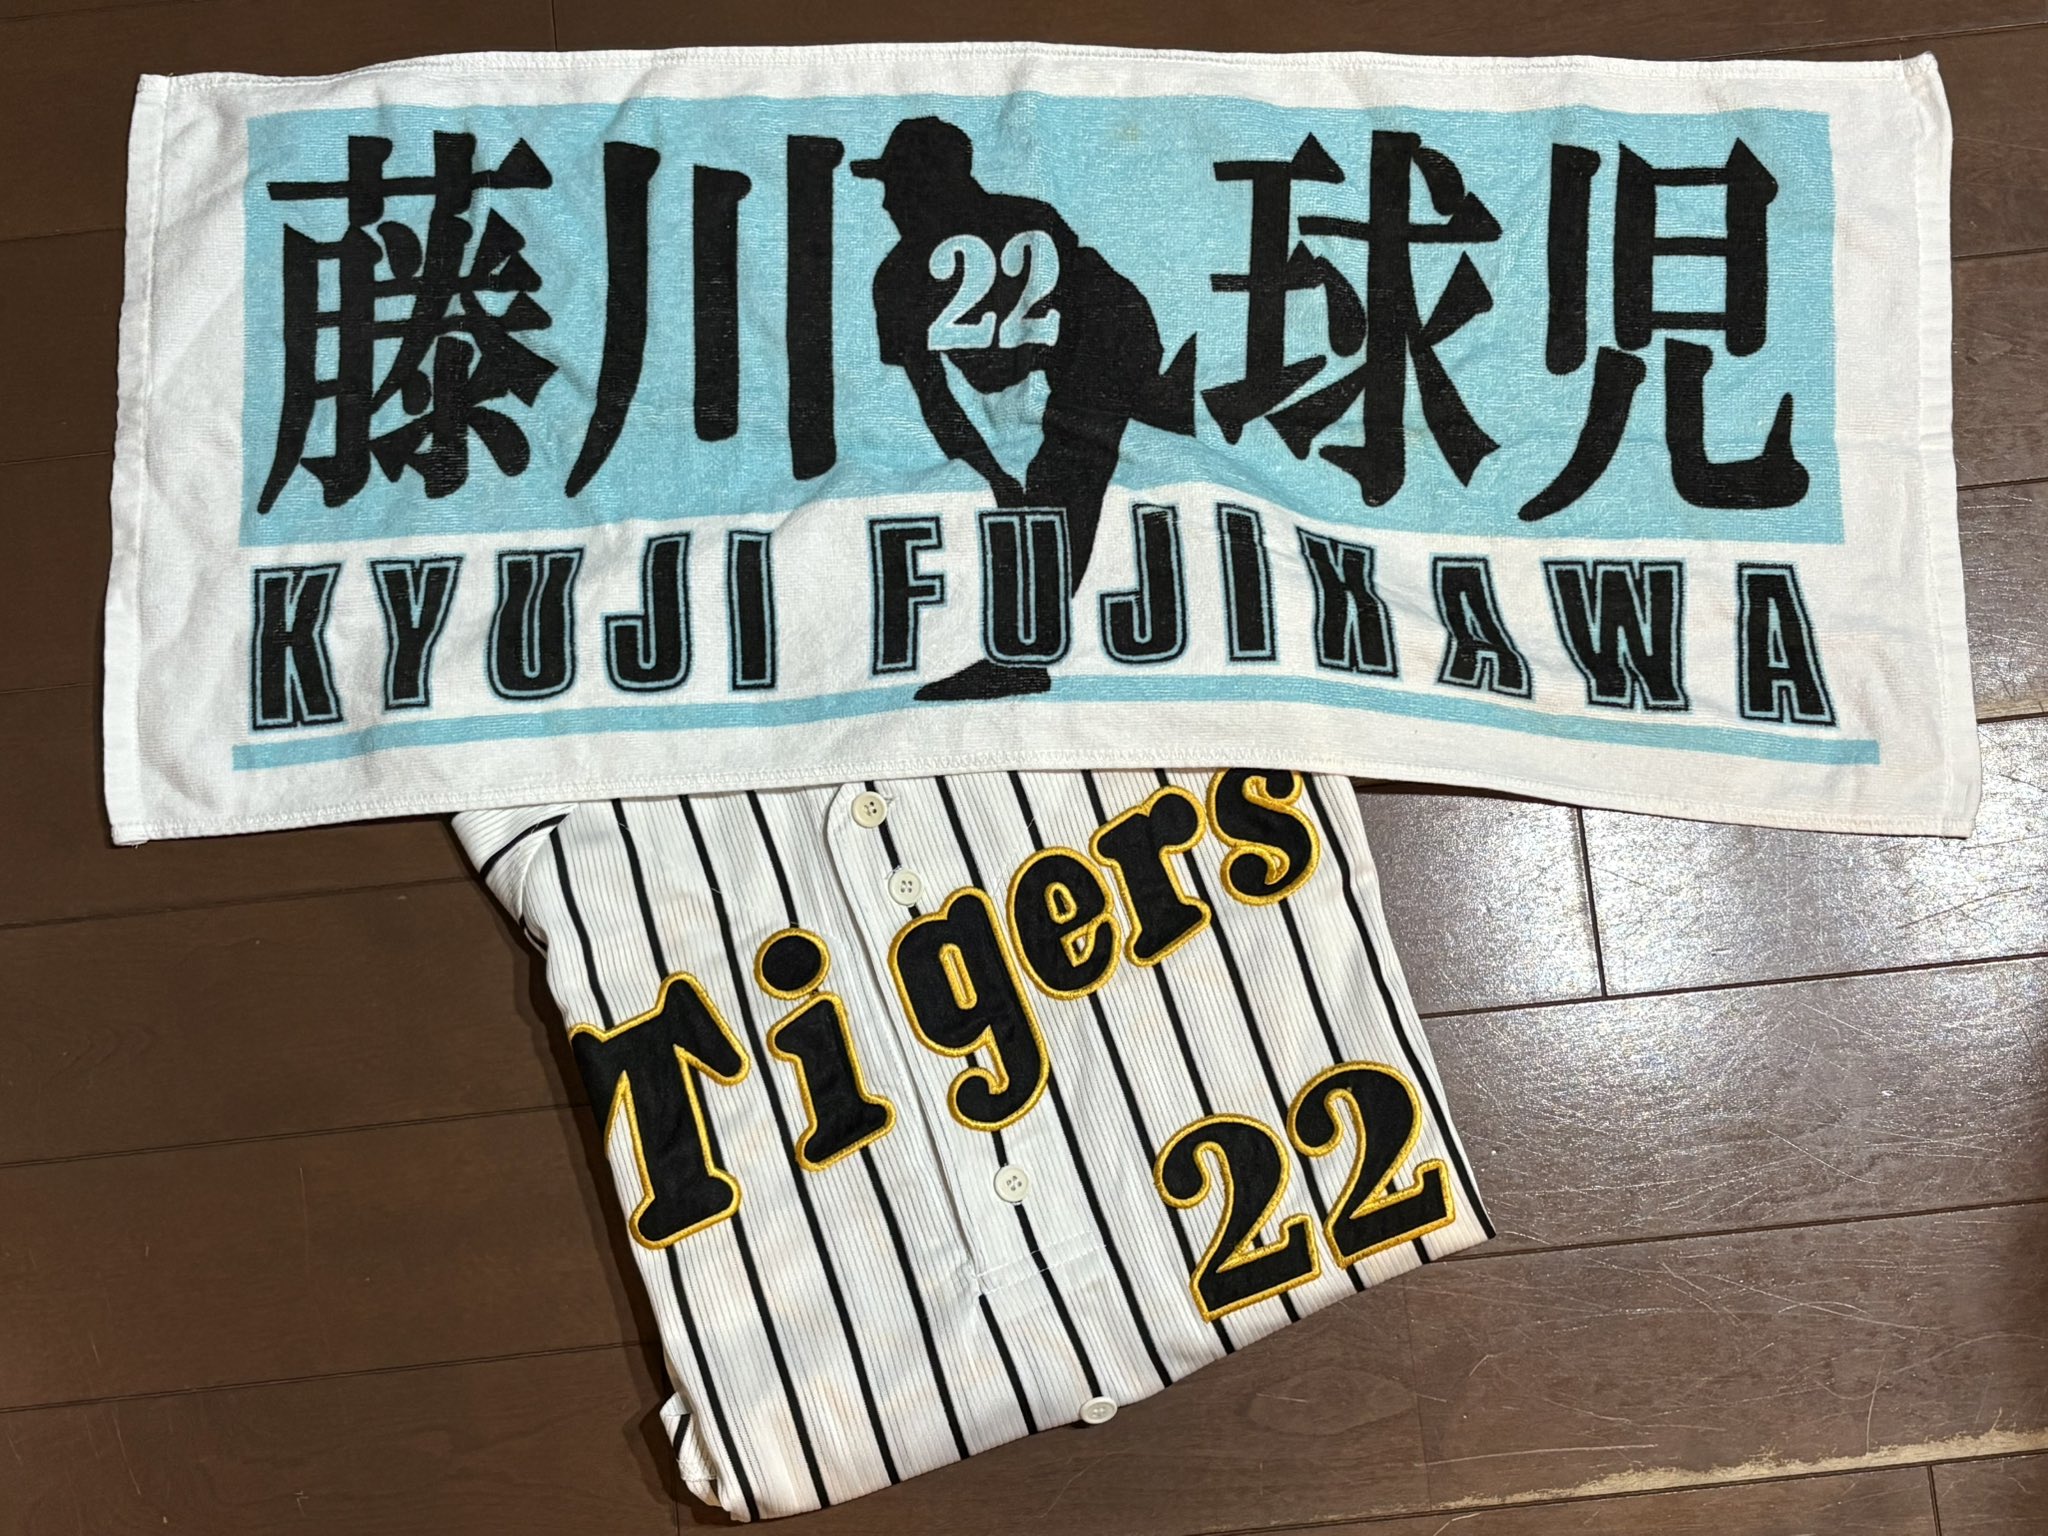 藤川 22 球児
KYUJI FUJIKAWA
Tigers
22